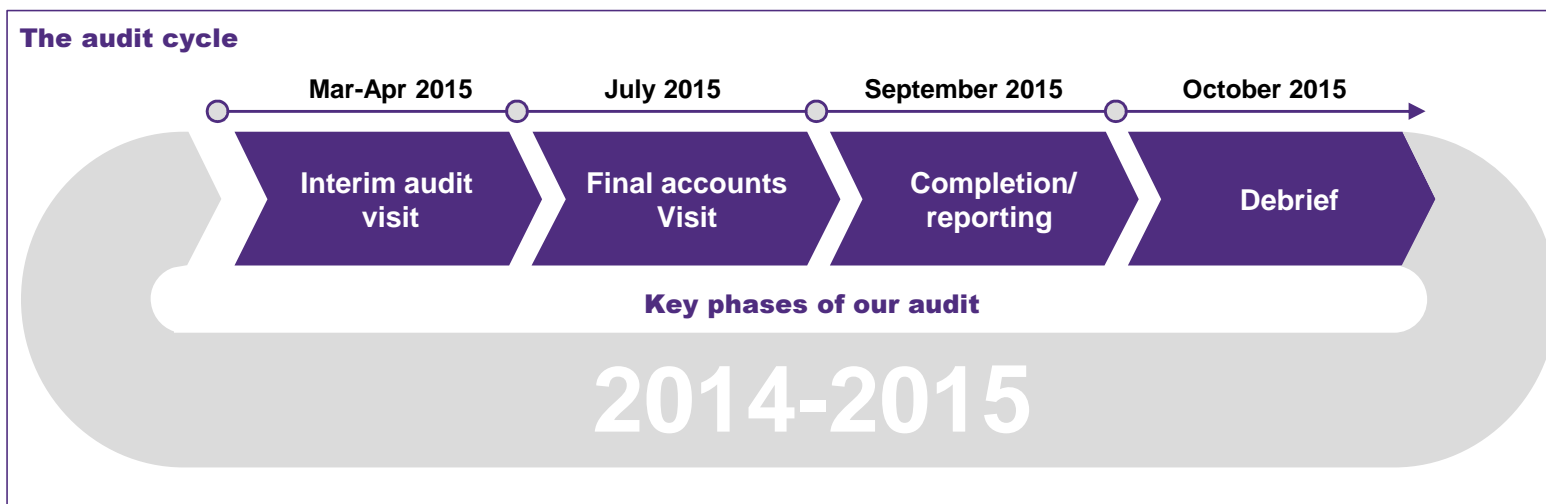 The audit cycle
Mar-Apr 2015
July 2015
September 2015
October 2015
Interim audit
visit
Final accounts
Visit
Completion/
reporting
Debrief
Key phases of our audit
2014-2015